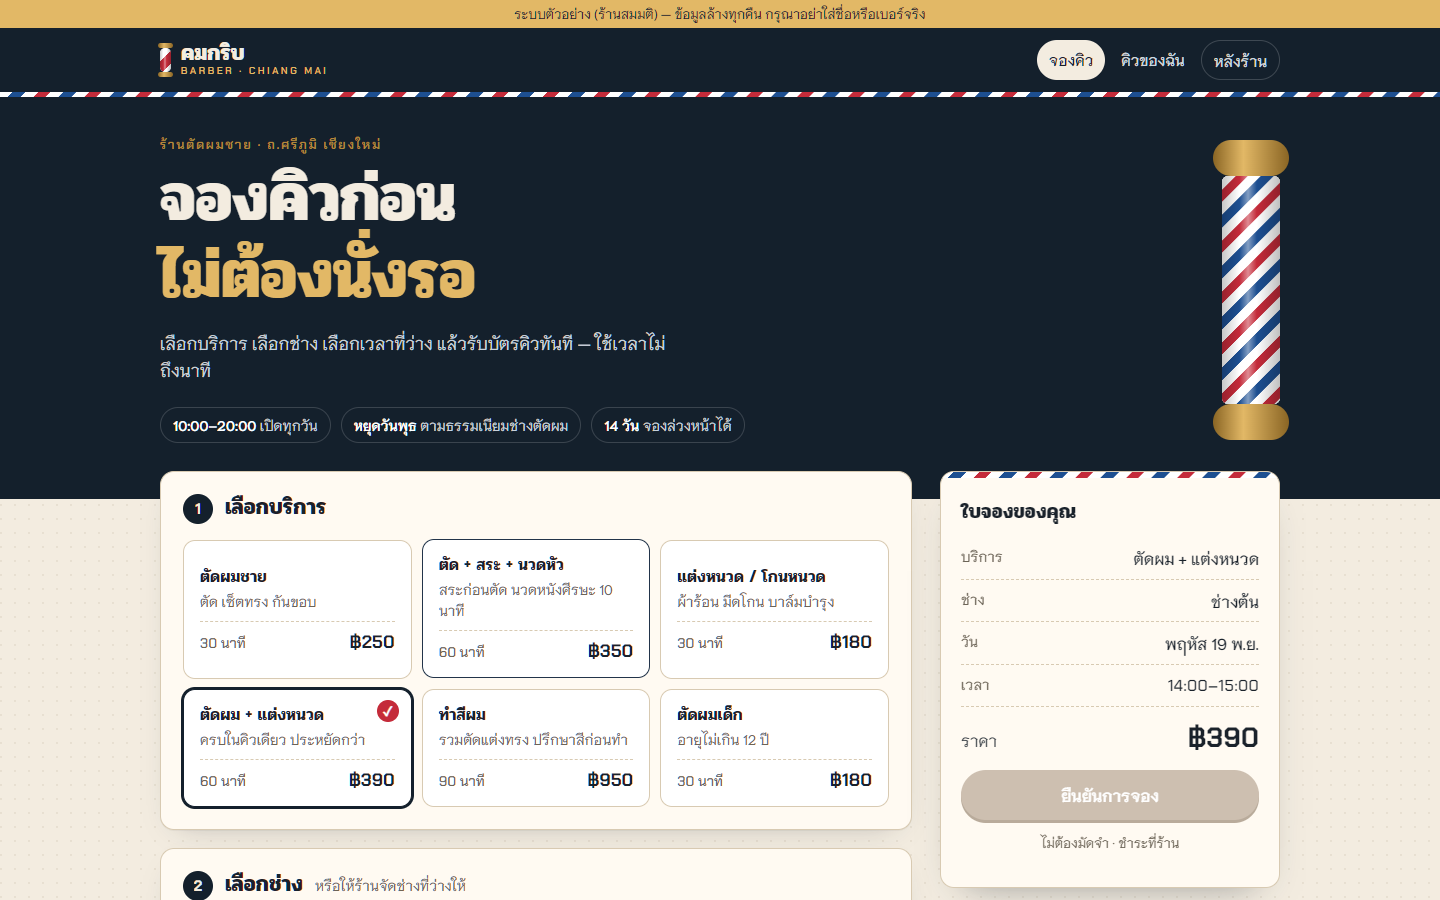 ระบบตัวอย่าง (ร้านสมมติ) — ข้อมูลล้างทุกคืน กรุณาอย่าใส่ชื่อหรือเบอร์จริง
คมกริบ
BARBER · CHIANG MAI
จองคิว
คิวของฉัน
หลังร้าน
ร้านตัดผมชาย · ถ.ศรีภูมิ เชียงใหม่
จองคิวก่อน
ไม่ต้องนั่งรอ
เลือกบริการ เลือกช่าง เลือกเวลาที่ว่าง แล้วรับบัตรคิวทันที — ใช้เวลาไม่
ถึงนาที
10:00–20:00 เปิดทุกวัน
หยุดวันพุธ ตามธรรมเนียมช่างตัดผม
14 วัน จองล่วงหน้าได้
1 เลือกบริการ
ตัดผมชาย
ตัด เซ็ตทรง กันขอบ
30 นาที ฿250
ตัด + สระ + นวดหัว
สระก่อนตัด นวดหนังศีรษะ 10
นาที
60 นาที ฿350
แต่งหนวด / โกนหนวด
ผ้าร้อน มีดโกน บาล์มบำรุง
30 นาที ฿180
ตัดผม + แต่งหนวด
ครบในคิวเดียว ประหยัดกว่า
60 นาที ฿390
ทำสีผม
รวมตัดแต่งทรง ปรึกษาสีก่อนทำ
90 นาที ฿950
ตัดผมเด็ก
อายุไม่เกิน 12 ปี
30 นาที ฿180
2 เลือกช่าง หรือให้ร้านจัดช่างที่ว่างให้
ใบจองของคุณ
บริการ ตัดผม + แต่งหนวด
ช่าง ช่างต้น
วัน พฤหัส 19 พ.ย.
เวลา 14:00–15:00
ราคา ฿390
ยืนยันการจอง
ไม่ต้องมัดจำ · ชำระที่ร้าน